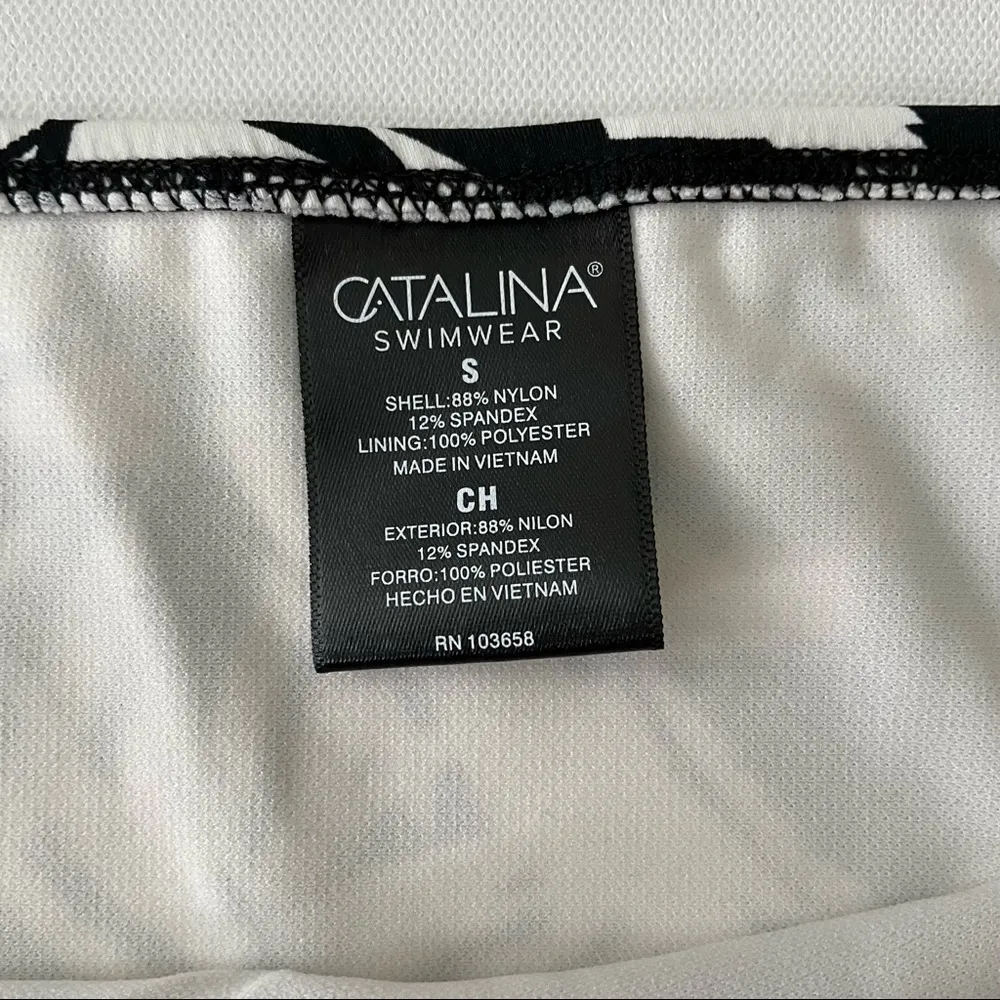 CATALINA®
SWIMWEAR
S
SHELL:88% NYLON
12% SPANDEX
LINING:100% POLYESTER
MADE IN VIETNAM
CH
EXTERIOR:88% NILON
12% SPANDEX
FORRO:100% POLIESTER
HECHO EN VIETNAM
RN 103658